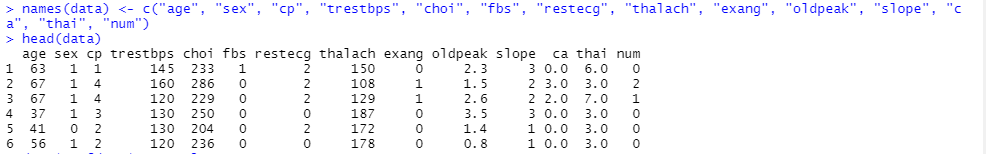 > names(data) <- c("age", "sex", "cp", "trestbps", "choi", "fbs", "restecg", "thalach", "exang", "oldpeak", "slope", "c
a", "thai", "num")
> head(data)
age sex cp trestbps choi fbs restecg thalach exang oldpeak slope ca thai num
1 63 1 1 145 233 1 2 150 0 2.3 3 0.0 6.0 0
2 67 1 4 160 286 0 2 108 1 1.5 2 3.0 3.0 2
3 67 1 4 120 229 0 2 129 1 2.6 2 2.0 7.0 1
4 37 1 3 130 250 0 0 187 0 3.5 3 0.0 3.0 0
5 41 0 2 130 204 0 2 172 0 1.4 1 0.0 3.0 0
6 56 1 2 120 236 0 0 178 0 0.8 1 0.0 3.0 0